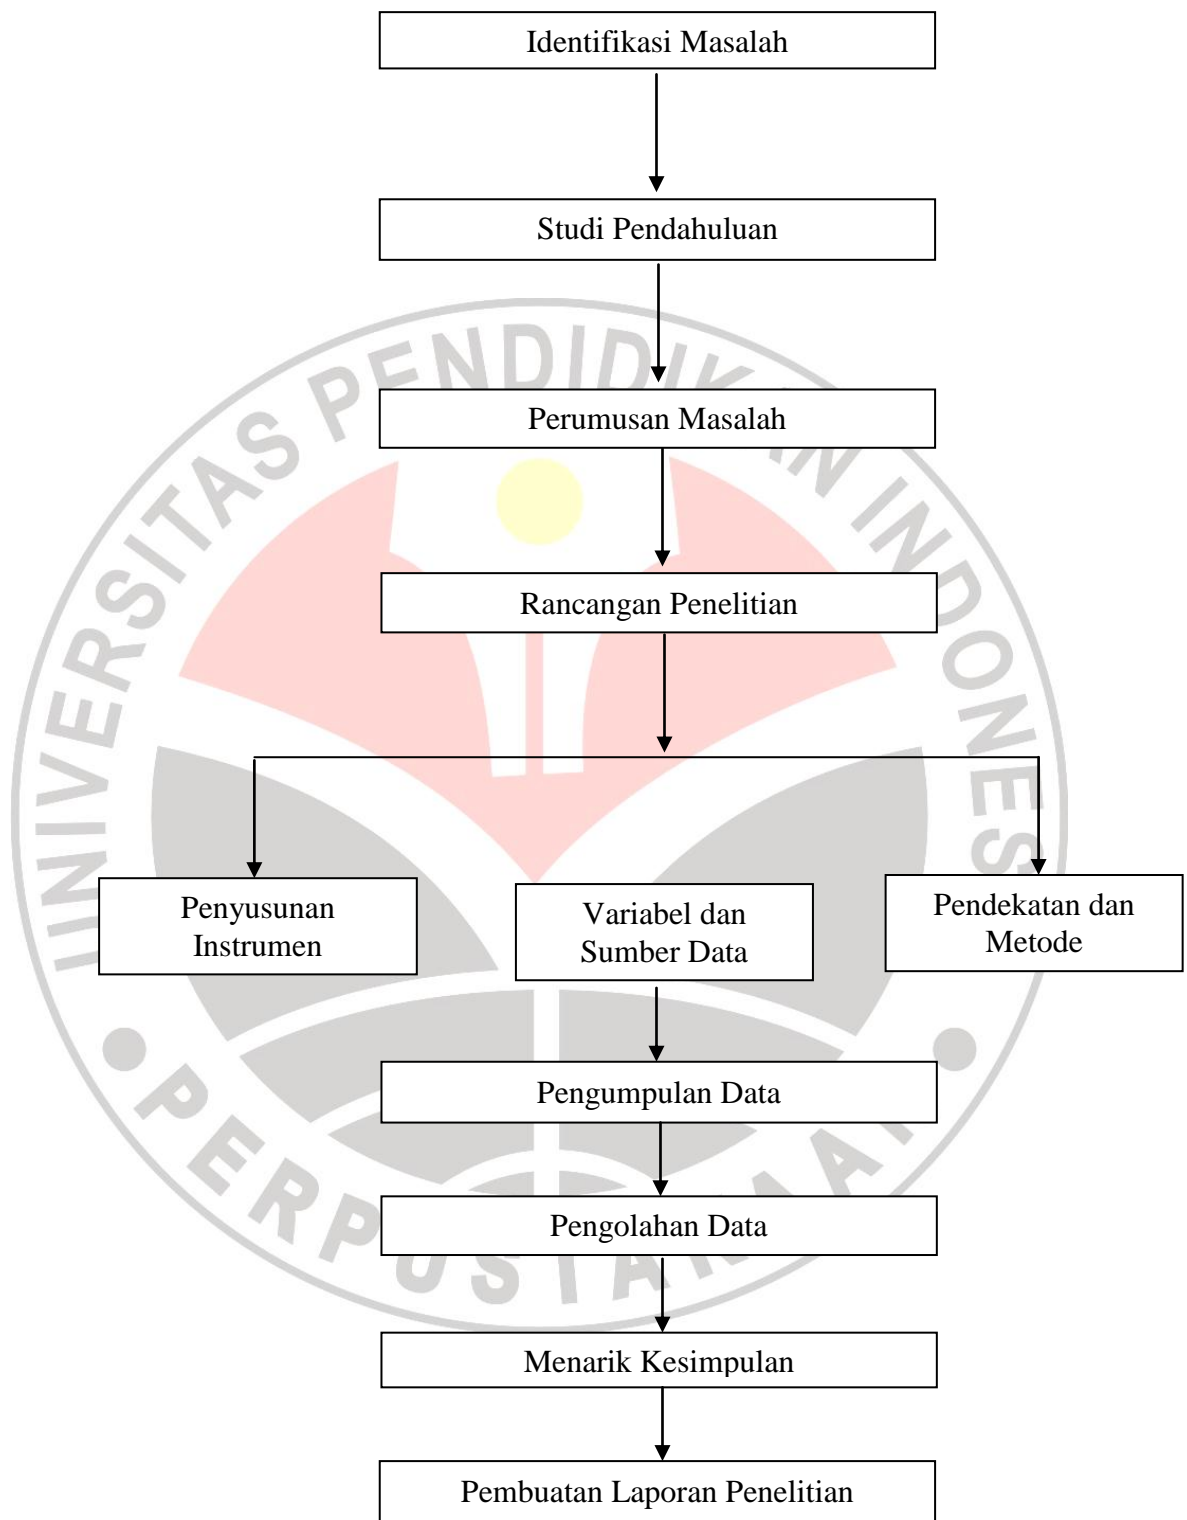 Identifikasi Masalah
Studi Pendahuluan
UNIVERSITAS PENDIDIKAN INDONESIA
Perumusan Masalah
Rancangan Penelitian
Penyusunan
Instrumen
Variabel dan
Sumber Data
Pendekatan dan
Metode
Pengumpulan Data
Pengolahan Data
PERPUSTAKAAN
Menarik Kesimpulan
Pembuatan Laporan Penelitian